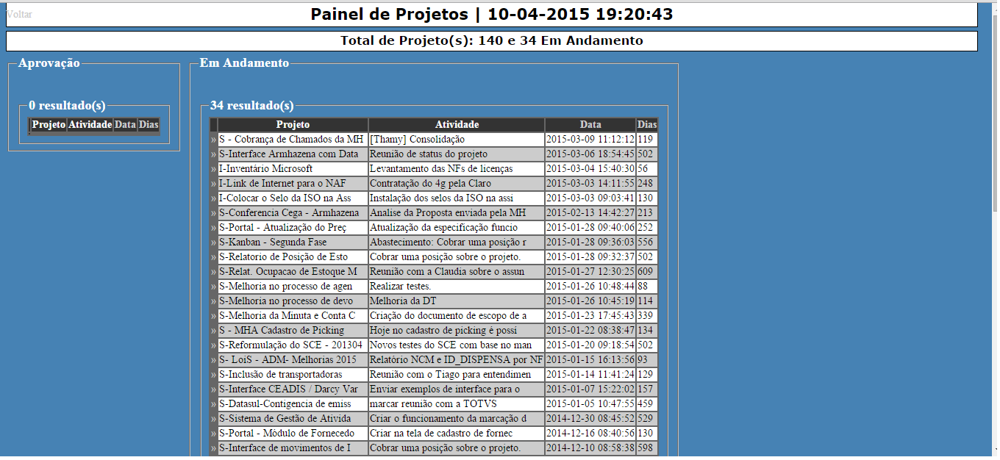 Voltar
Painel de Projetos | 10-04-2015 19:20:43
Total de Projeto(s): 140 e 34 Em Andamento
Aprovação
0 resultado(s)
Projeto Atividade Data Dias
Em Andamento
34 resultado(s)
Projeto Atividade Data Dias
» S - Cobrança de Chamados da MH [Thamy] Consolidação 2015-03-09 11:12:12 119
» S-Interface Armhazena com Data Reunião de status do projeto 2015-03-06 18:54:45 502
» I-Inventário Microsoft Levantamento das NFs de licenças 2015-03-04 15:40:30 56
» I-Link de Internet para o NAF Contratação do 4g pela Claro 2015-03-03 14:11:55 248
» I-Colocar o Selo da ISO na Ass Instalação dos selos da ISO na assi 2015-03-03 09:03:41 130
» S-Conferencia Cega - Armhazena Analise da Proposta enviada pela MH 2015-02-13 14:42:27 213
» S-Portal - Atualização do Preç Atualização da especificação funcio 2015-01-28 09:40:06 252
» S-Kanban - Segunda Fase Abastecimento: Cobrar uma posição r 2015-01-28 09:36:03 556
» S-Relatorio de Posição de Esto Cobrar uma posição sobre o projeto. 2015-01-28 09:32:37 502
» S-Relat. Ocupacao de Estoque M Reunião com a Claudia sobre o assun 2015-01-27 12:30:25 609
» S-Melhoria no processo de agen Realizar testes. 2015-01-26 10:48:44 88
» S-Melhoria no processo de devo Melhoria da DT 2015-01-26 10:45:19 114
» S-Melhoria da Minuta e Conta C Criação do documento de escopo de a 2015-01-23 17:45:43 339
» S - MHA Cadastro de Picking Hoje no cadastro de picking é possi 2015-01-22 08:38:47 134
» S-Reformulação do SCE - 201304 Novos testes do SCE com base no man 2015-01-20 09:18:54 502
» S- LoiS - ADM- Melhorias 2015 Relatório NCM e ID_DISPENSA por NF 2015-01-15 16:13:56 93
» S-Inclusão de transportadoras Reunião com o Tiago para entendimen 2015-01-14 11:41:24 129
» S-Interface CEADIS / Darcy Var Enviar exemplos de interface para o 2015-01-07 15:22:02 157
» S-Datasul-Contigencia de emiss marcar reunião com a TOTVS 2015-01-05 10:47:55 459
» S-Sistema de Gestão de Ativida Criar o funcionamento da marcação d 2014-12-30 08:45:52 529
» S-Portal - Módulo de Fornecedo Criar na tela de cadastro de fornec 2014-12-16 08:40:56 130
» S-Interface de movimentos de I Cobrar uma posição sobre o projeto. 2014-12-10 08:58:38 598